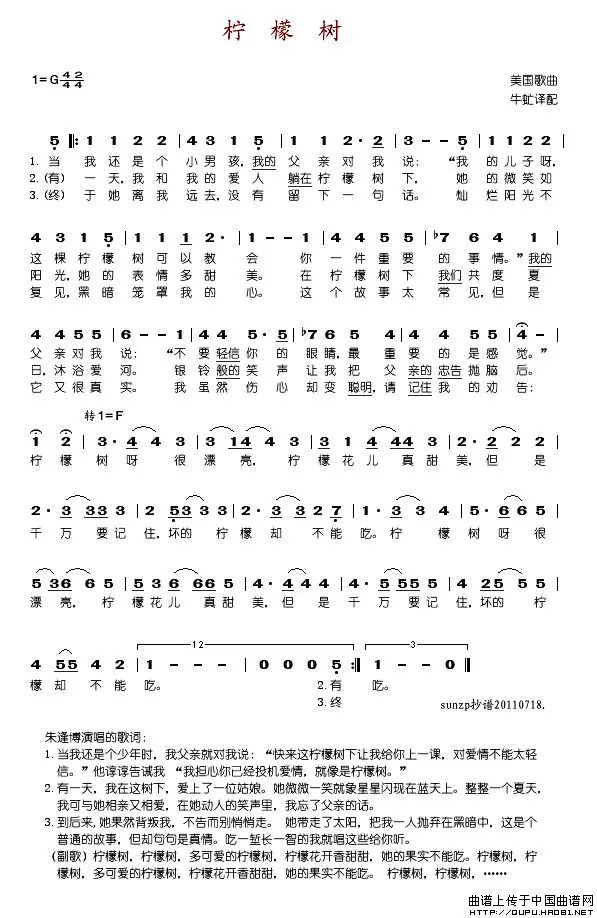 柠檬树
1=G 4/4 2/4
美国歌曲
牛虻译配
5 ‖: 1 1 2 2 | 4 3 1 5 | 1 1 2·2 | 3 - - 5 | 1 1 2 2 |
1. 当 我 还 是 个 小 男 孩，我的 父 亲 对 我 说：“我 的 儿 子 呀，
2.(有) 一 天，我 和 我 的 爱 人 躺在 柠 檬 树 下， 她 的 微 笑 如
3.(终) 于 她 离 我 远 去，没 有 留 下 一 句 话。 灿 烂 阳 光 不
4 3 1 5 | 1 1 1 2· | 1 - - 1 | 4 4 5 5 | ♭7 6 4 1 |
这 棵 柠 檬 树 可 以 教 会 你 一 件 重 要 的 事 情。”我的
阳 光，她 的 表 情 多 甜 美。 在 柠 檬 树 下 我们 共 度 夏
复 见，黑 暗 笼 罩 我 的 心。 这 个 故 事 太 常 见，但 是
4 4 5 5 | 6 - - 1 | 4 4 5·5 | ♭7 6 5 4 | 4 4 5 5 | 1 - -
父 亲 对 我 说：“不 要 轻信 你 的 眼 睛，最 重 要 的 是 感 觉。”
日，沐 浴 爱 河。 银 铃 般的 笑 声 让 我 把 父 亲的 忠告 抛 脑 后。
它 又 很 真 实。 我 虽 然 伤 心 却 变 聪明，请 记住 我 的 劝 告：
转1=F
1 2 | 3·4 4 3 | 3 1 4 4 3 | 3 1 4 4 4 3 | 2·2 2 2 |
柠 檬 树 呀 很 漂 亮， 柠 檬 花 儿 真 甜 美，但 是
2·3 3 3 3 | 2 5 3 3 3 | 2·3 3 2 7 | 1·3 3 4 | 5·6 6 5 |
千 万 要 记 住，坏 的 柠 檬 却 不 能 吃。柠 檬 树 呀 很
5 3 6 6 5 | 5 3 6 6 6 5 | 4·4 4 4 | 4·5 5 5 5 | 4 2 5 5 5 |
漂 亮， 柠 檬 花 儿 真 甜 美，但 是 千 万 要 记 住，坏 的 柠
12
3
4 5 5 4 2 | 1 - - - | 0 0 0 5 :‖ 1 - - - ‖
檬 却 不 能 吃。 2.有 吃。
3.终
sunzp抄谱20110718.
朱逢博演唱的歌词：
1. 当我还是个少年时，我父亲就对我说：“快来这柠檬树下让我给你上一课，对爱情不能太轻
信。”他谆谆告诫我 “我担心你已经投机爱情，就像是柠檬树。”
2. 有一天，我在这树下，爱上了一位姑娘。她微微一笑就象星星闪现在蓝天上。整整一个夏天，
我可与她相亲又相爱，在她动人的笑声里，我忘了父亲的话。
3. 到后来，她果然背叛我，不告而别悄悄走。 她带走了太阳，把我一人抛弃在黑暗中，这是个
普通的故事，但却句句是真情。吃一堑长一智的我就唱这些给你听。
（副歌）柠檬树，柠檬树，多可爱的柠檬树，柠檬花开香甜甜，她的果实不能吃。柠檬树，柠
檬树，多可爱的柠檬树，柠檬花开香甜甜，她的果实不能吃。 柠檬树，柠檬树，……
曲谱上传于中国曲谱网
HTTP://QUPU.HAO81.NET